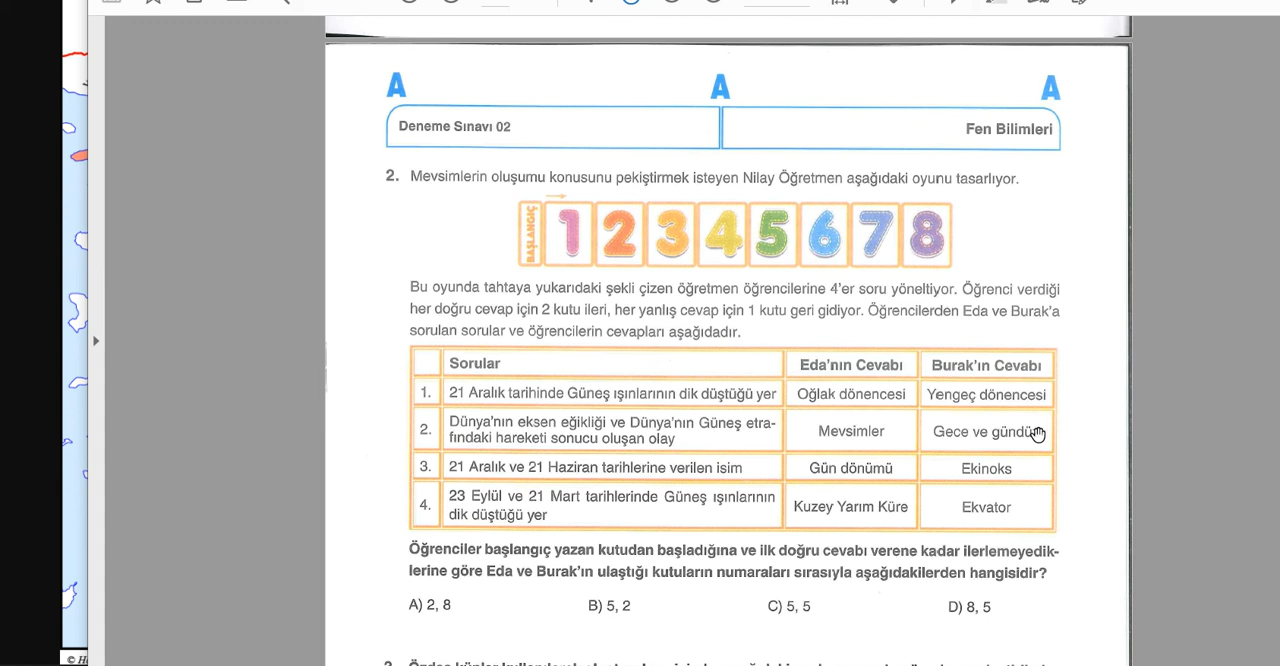 A A A
Deneme Sınavı 02 Fen Bilimleri
2. Mevsimlerin oluşumu konusunu pekiştirmek isteyen Nilay Öğretmen aşağıdaki oyunu tasarlıyor.
BAŞLANGIÇ 1 2 3 4 5 6 7 8
Bu oyunda tahtaya yukarıdaki şekli çizen öğretmen öğrencilerine 4'er soru yöneltiyor. Öğrenci verdiği
her doğru cevap için 2 kutu ileri, her yanlış cevap için 1 kutu geri gidiyor. Öğrencilerden Eda ve Burak'a
sorulan sorular ve öğrencilerin cevapları aşağıdadır.
Sorular Eda'nın Cevabı Burak'ın Cevabı
1. 21 Aralık tarihinde Güneş ışınlarının dik düştüğü yer Oğlak dönencesi Yengeç dönencesi
2. Dünya'nın eksen eğikliği ve Dünya'nın Güneş etra-
fındaki hareketi sonucu oluşan olay Mevsimler Gece ve gündü
3. 21 Aralık ve 21 Haziran tarihlerine verilen isim Gün dönümü Ekinoks
4. 23 Eylül ve 21 Mart tarihlerinde Güneş ışınlarının
dik düştüğü yer Kuzey Yarım Küre Ekvator
Öğrenciler başlangıç yazan kutudan başladığına ve ilk doğru cevabı verene kadar ilerlemeyedik-
lerine göre Eda ve Burak'ın ulaştığı kutuların numaraları sırasıyla aşağıdakilerden hangisidir?
A) 2, 8 B) 5, 2 C) 5, 5 D) 8, 5